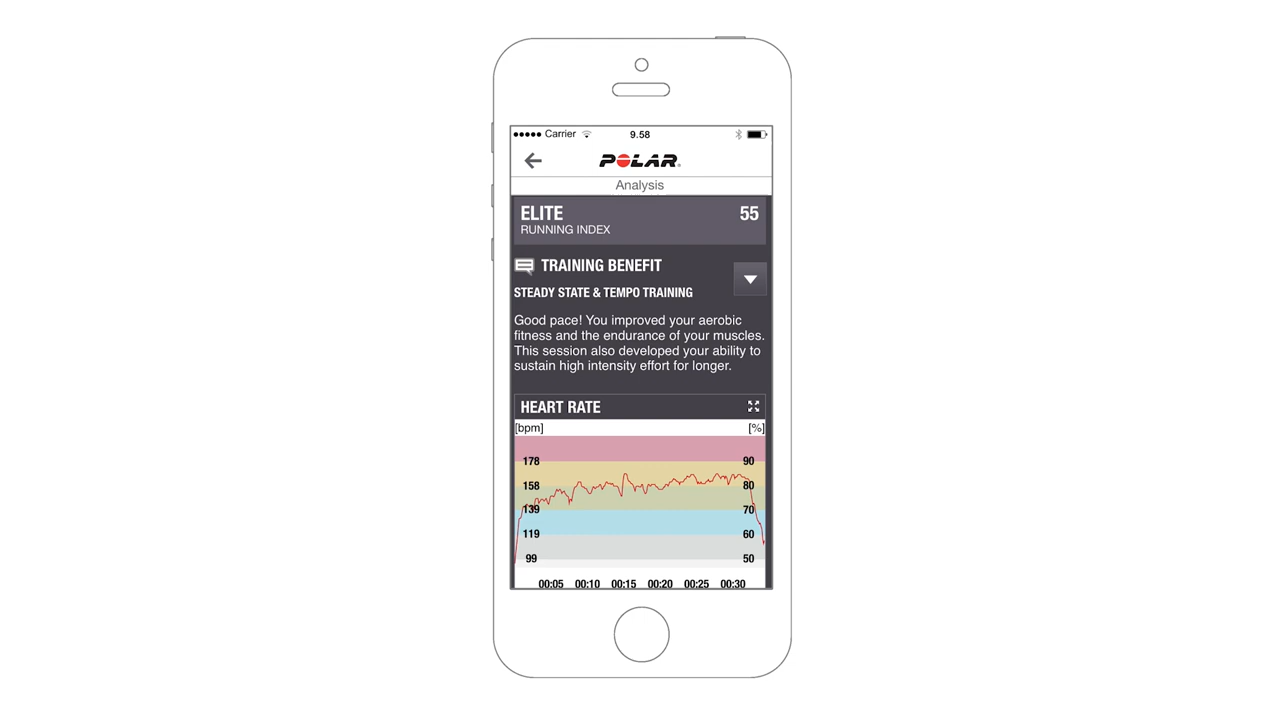 Carrier
9.58
POLAR
Analysis
ELITE 55
RUNNING INDEX
TRAINING BENEFIT
STEADY STATE & TEMPO TRAINING
Good pace! You improved your aerobic
fitness and the endurance of your muscles.
This session also developed your ability to
sustain high intensity effort for longer.
HEART RATE
[bpm] [%]
178 90
158 80
139 70
119 60
99 50
00:05 00:10 00:15 00:20 00:25 00:30